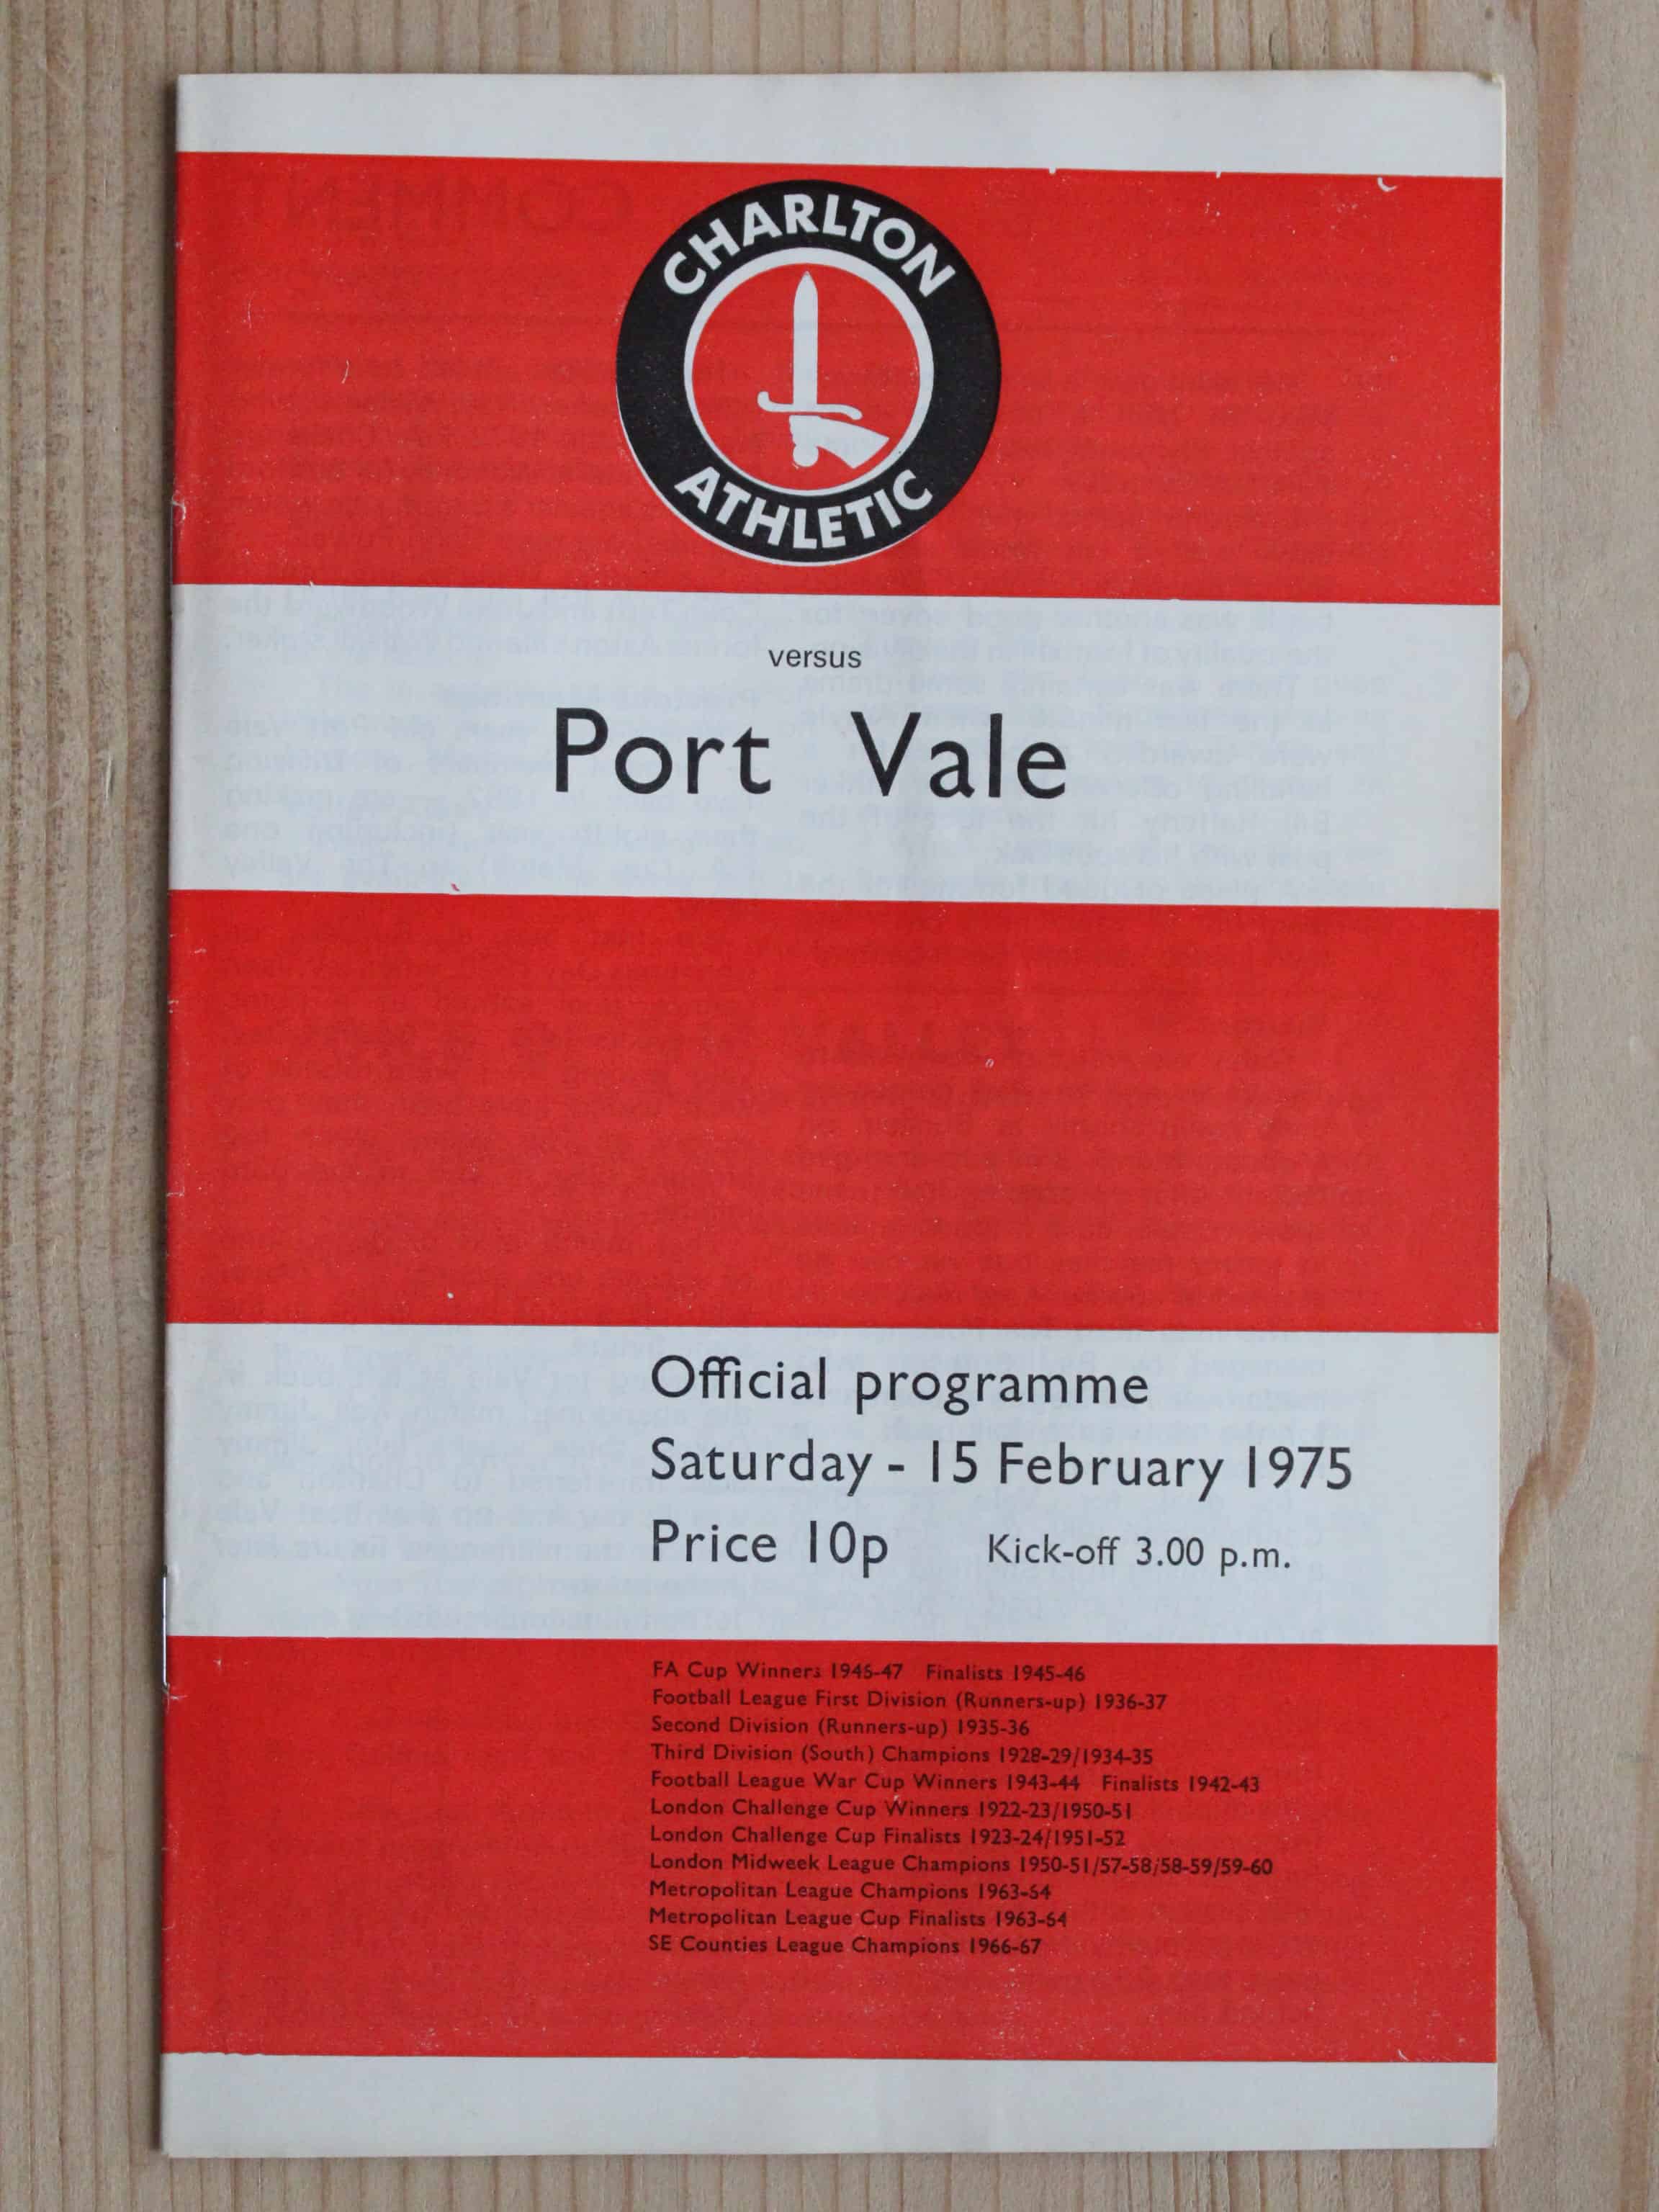 CHARLTON
ATHLETIC
versus
Port Vale
Official programme
Saturday - 15 February 1975
Price 10p Kick-off 3.00 p.m.
FA Cup Winners 1946-47 Finalists 1945-46
Football League First Division (Runners-up) 1936-37
Second Division (Runners-up) 1935-36
Third Division (South) Champions 1928-29/1934-35
Football League War Cup Winners 1943-44 Finalists 1942-43
London Challenge Cup Winners 1922-23/1950-51
London Challenge Cup Finalists 1923-24/1951-52
London Midweek League Champions 1950-51/57-58/58-59/59-60
Metropolitan League Champions 1963-64
Metropolitan League Cup Finalists 1963-64
SE Counties League Champions 1966-67